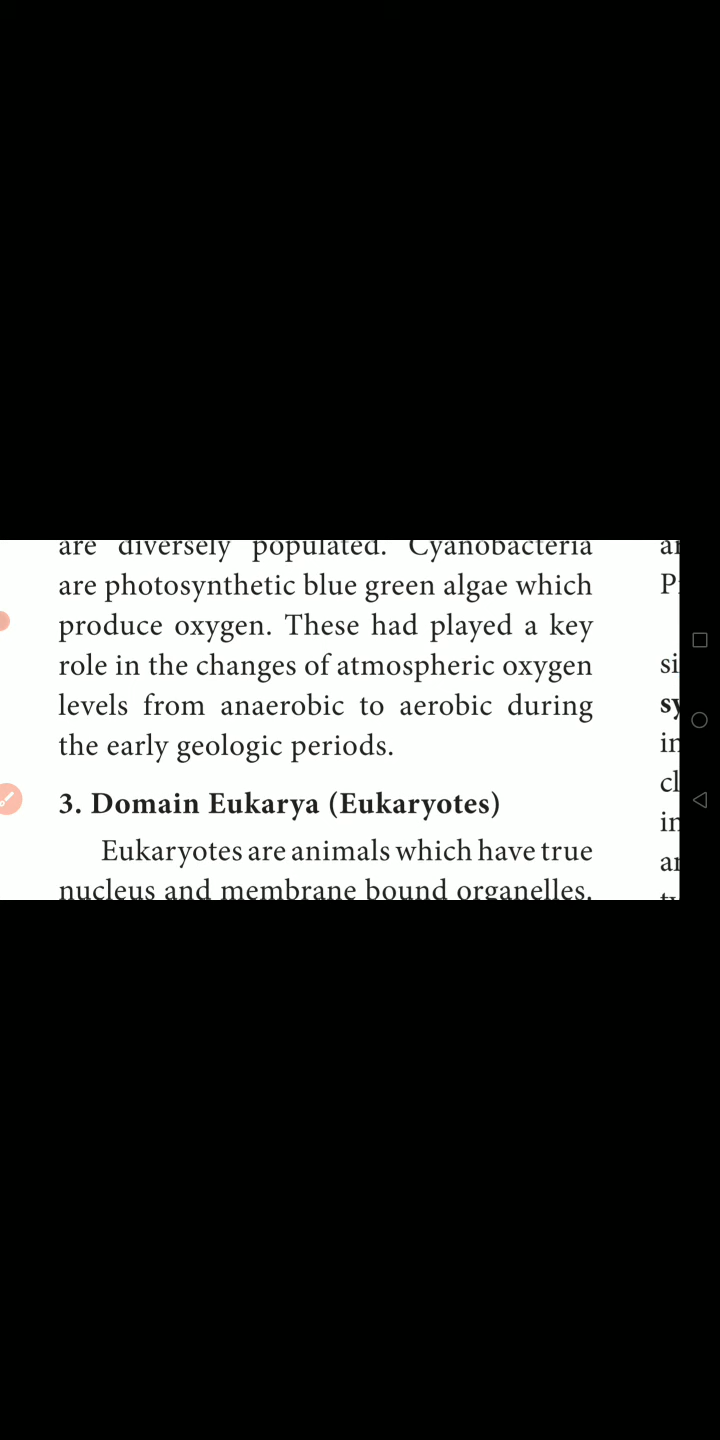 are diversely populated. Cyanobacteria
are photosynthetic blue green algae which
produce oxygen. These had played a key
role in the changes of atmospheric oxygen
levels from anaerobic to aerobic during
the early geologic periods.
3. Domain Eukarya (Eukaryotes)
Eukaryotes are animals which have true
nucleus and membrane bound organelles.